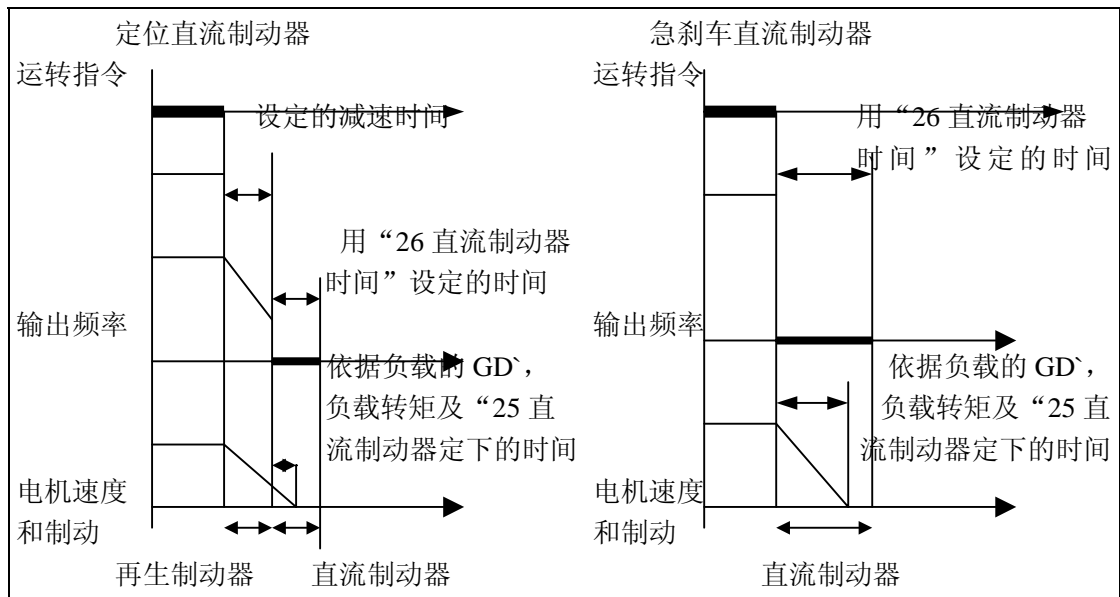 定位直流制动器
运转指令
设定的减速时间
用“26 直流制动器
时间”设定的时间
输出频率
依据负载的 GD`，
负载转矩及“25 直
流制动器定下的时间
电机速度
和制动
再生制动器
直流制动器
急刹车直流制动器
运转指令
用“26 直流制动器
时间”设定的时间
输出频率
依据负载的 GD`，
负载转矩及“25 直
流制动器定下的时间
电机速度
和制动
直流制动器